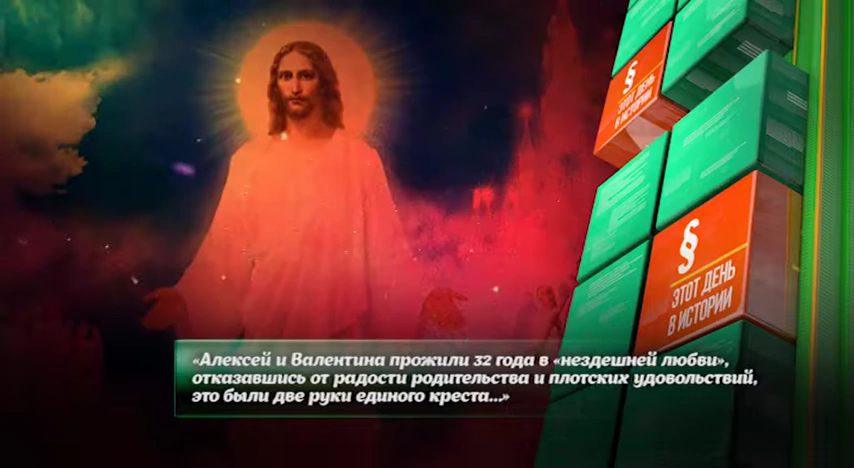 §
ЭТОТ ДЕНЬ
В ИСТОРИИ
§
ЭТОТ ДЕНЬ
В ИСТОРИИ
«Алексей и Валентина прожили 32 года в «нездешней любви»,
отказавшись от радости родительства и плотских удовольствий,
это были две руки единого креста...»